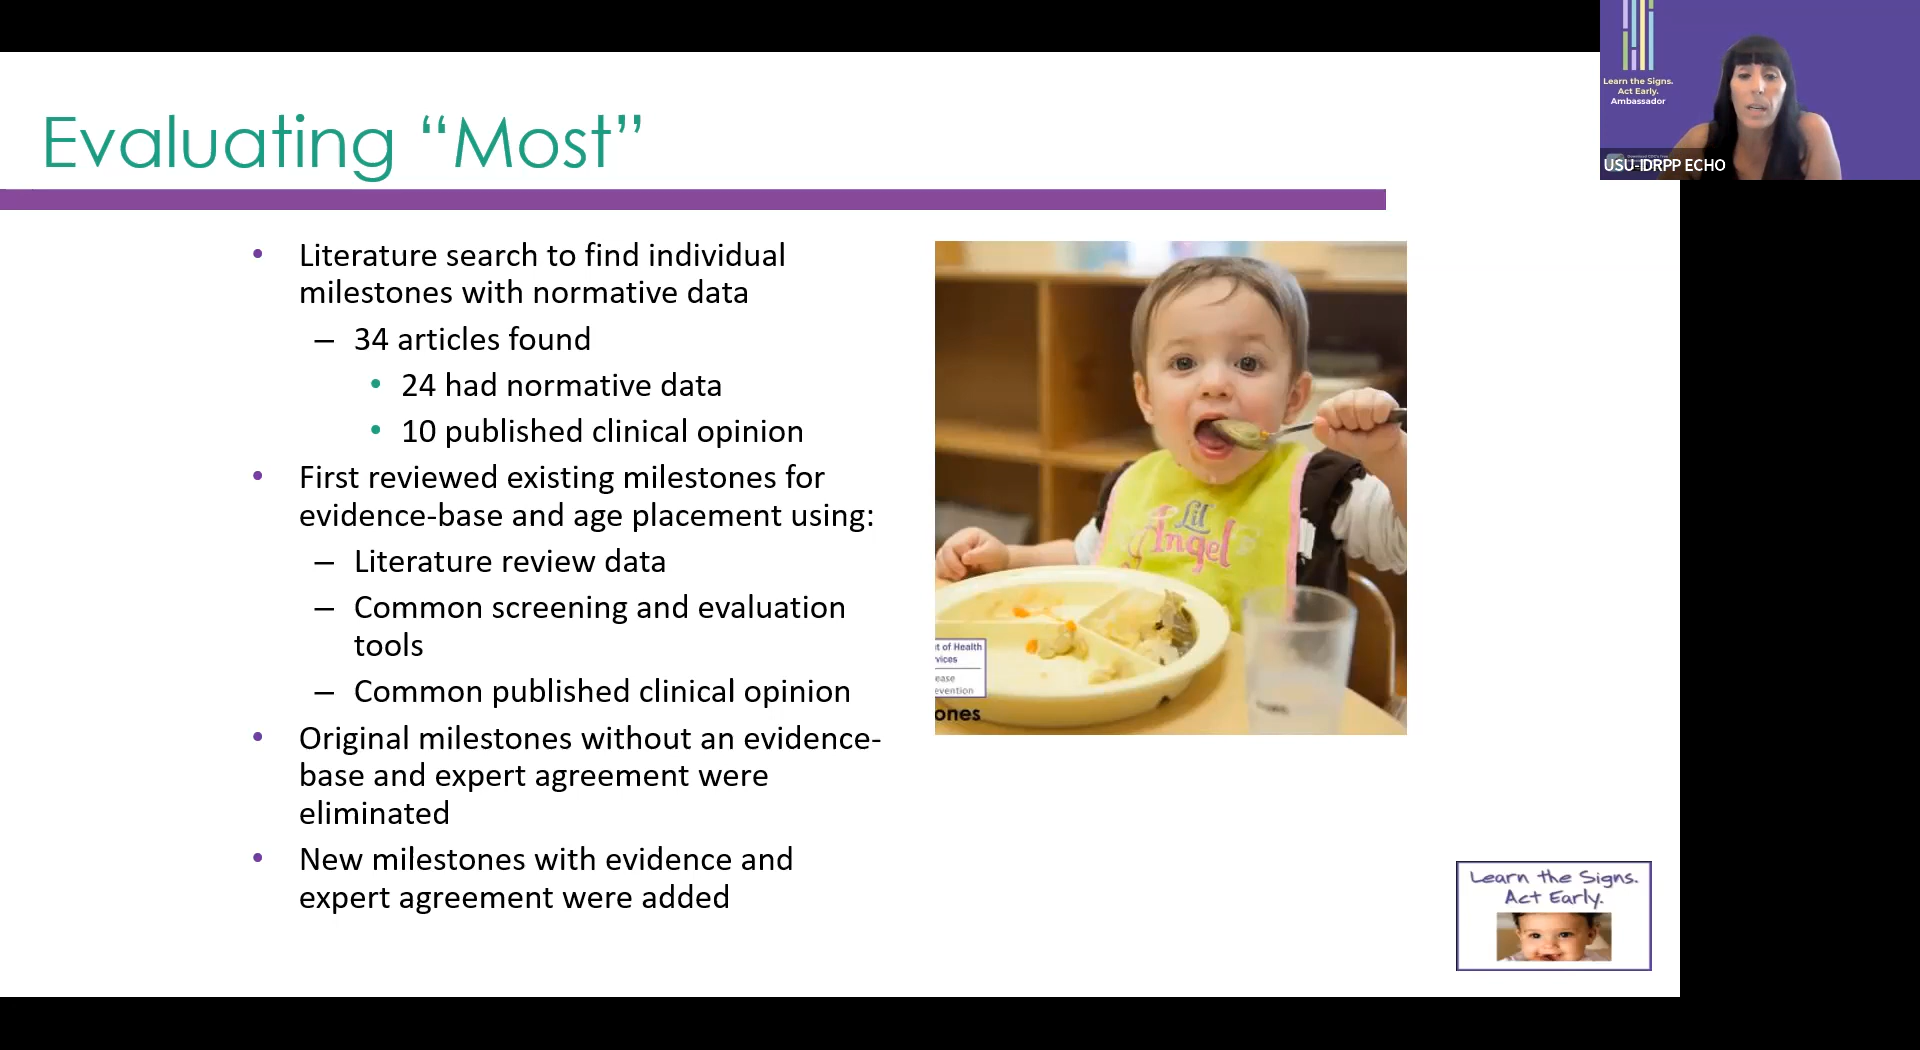 Learn the Signs.
Act Early.
Ambassador
USU-IDRPP ECHO
Evaluating “Most”
• Literature search to find individual
milestones with normative data
– 34 articles found
• 24 had normative data
• 10 published clinical opinion
• First reviewed existing milestones for
evidence-base and age placement using:
– Literature review data
– Common screening and evaluation
tools
– Common published clinical opinion
• Original milestones without an evidence-
base and expert agreement were
eliminated
• New milestones with evidence and
expert agreement were added
Lil
Angel
t of Health
vices
ease
evention
ones
Learn the Signs.
Act Early.